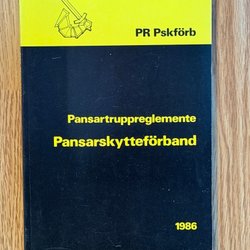 PR Pskförb
Pansartruppreglemente
Pansarskytteförband
1986